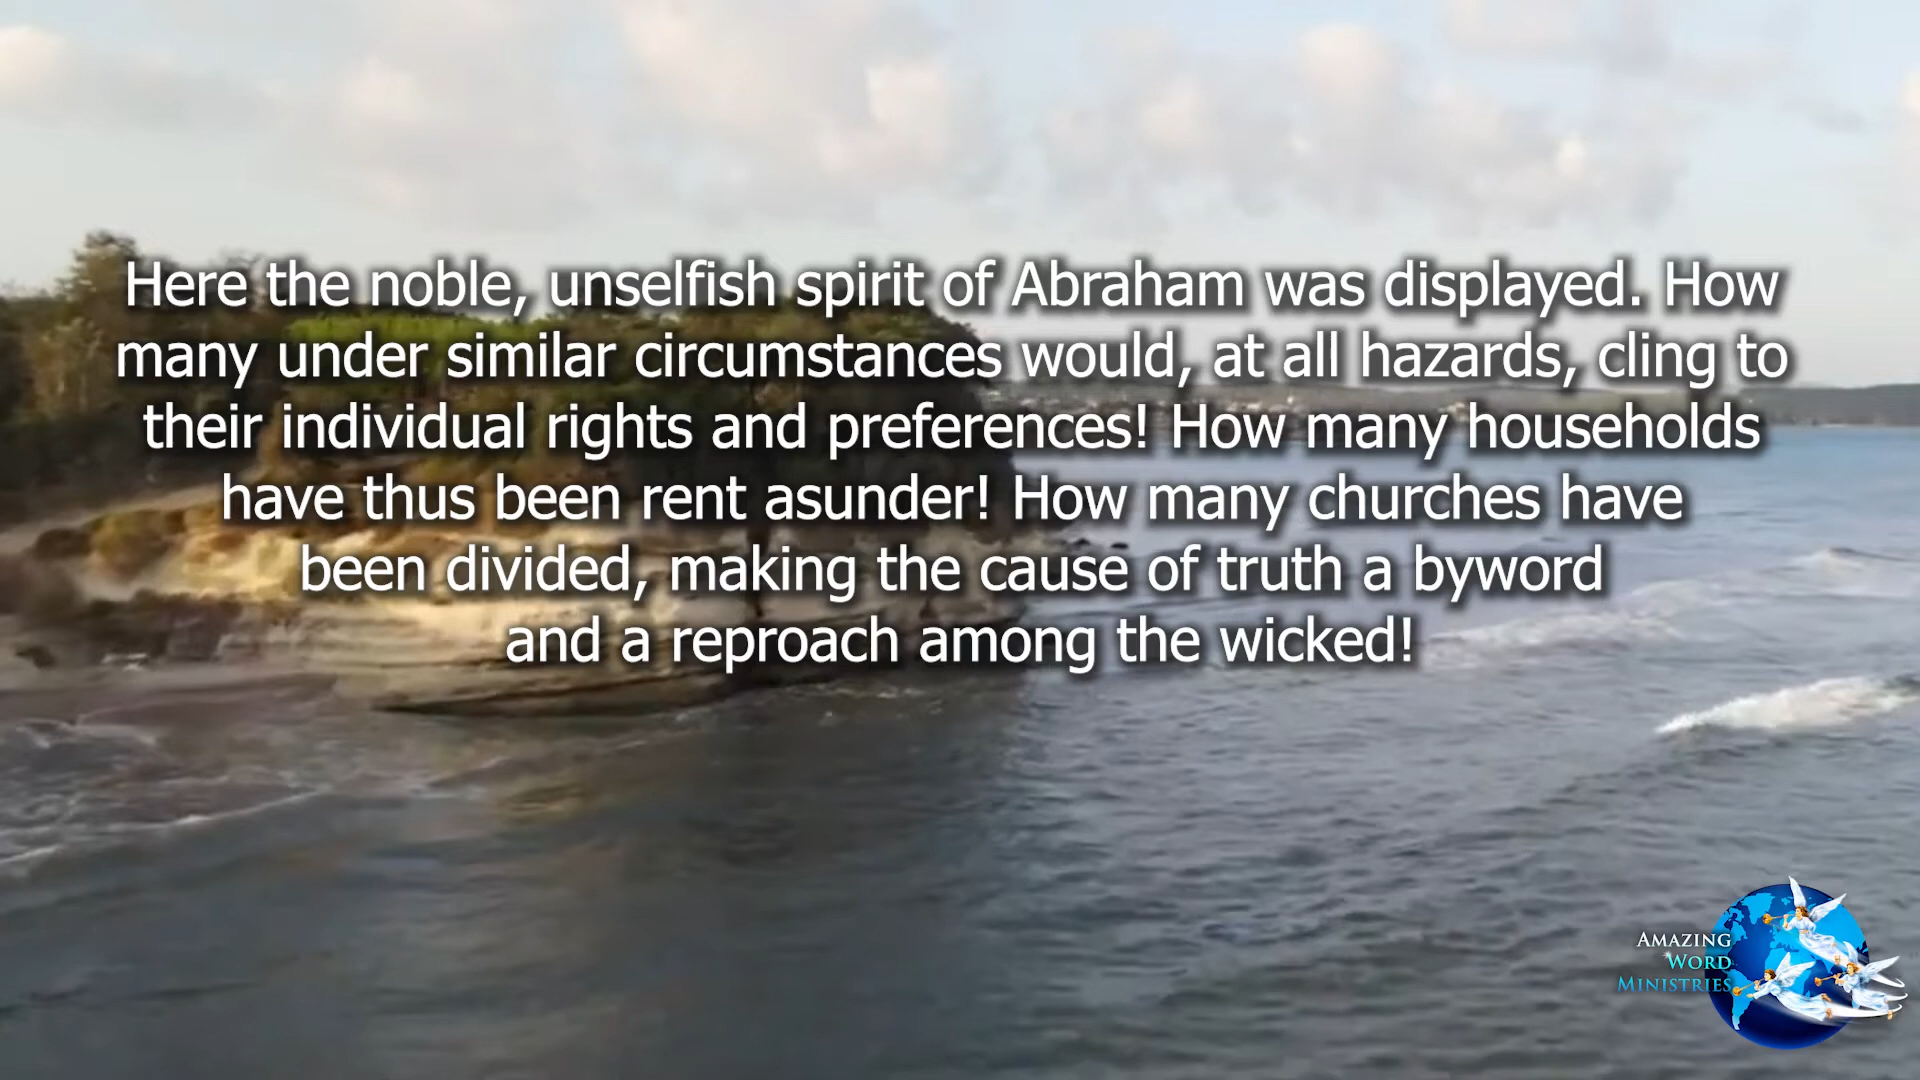 Here the noble, unselfish spirit of Abraham was displayed. How
many under similar circumstances would, at all hazards, cling to
their individual rights and preferences! How many households
have thus been rent asunder! How many churches have
been divided, making the cause of truth a byword
and a reproach among the wicked!
AMAZING
WORD
MINISTRIES